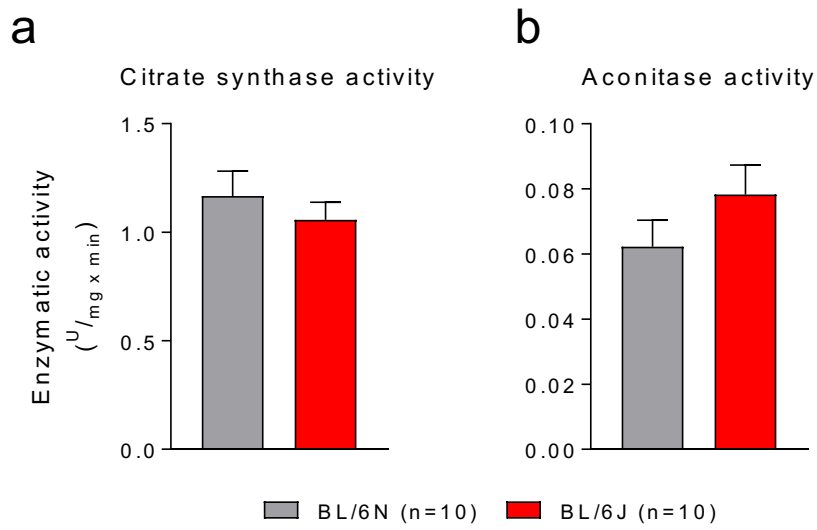 a
b
Citrate synthase activity
Aconitase activity
Enzymatic activity
(U/mg x min)
1.5
1.0
0.5
0.0
0.10
0.08
0.06
0.04
0.02
0.00
BL/6N (n=10)
BL/6J (n=10)